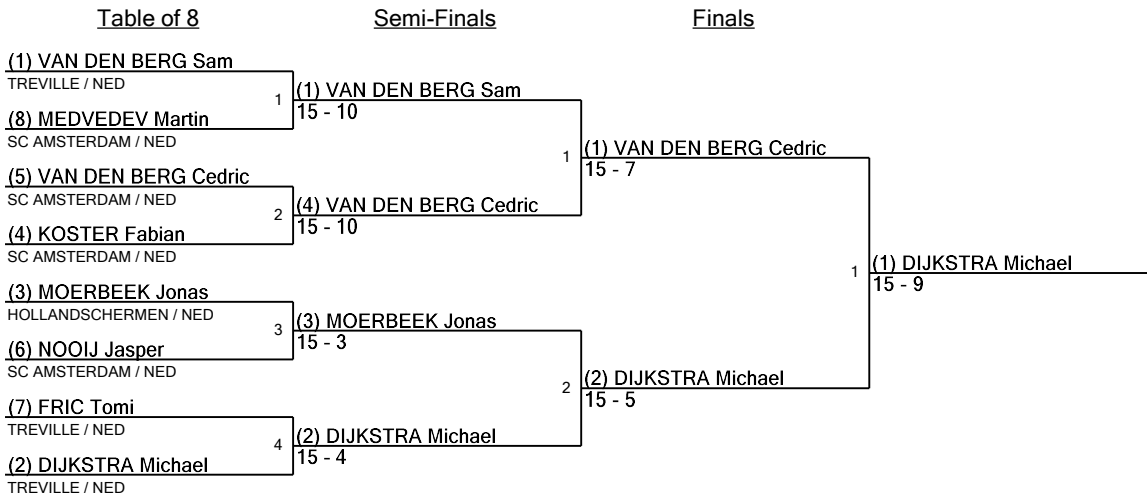 Table of 8
Semi-Finals
Finals
(1) VAN DEN BERG Sam
TREVILLE / NED
1
(8) MEDVEDEV Martin
SC AMSTERDAM / NED
(5) VAN DEN BERG Cedric
SC AMSTERDAM / NED
2
(4) KOSTER Fabian
SC AMSTERDAM / NED
(3) MOERBEEK Jonas
HOLLANDSCHERMEN / NED
3
(6) NOOIJ Jasper
SC AMSTERDAM / NED
(7) FRIC Tomi
TREVILLE / NED
4
(2) DIJKSTRA Michael
TREVILLE / NED
(1) VAN DEN BERG Sam
15 - 10
1
(4) VAN DEN BERG Cedric
15 - 10
(3) MOERBEEK Jonas
15 - 3
2
(2) DIJKSTRA Michael
15 - 4
(1) VAN DEN BERG Cedric
15 - 7
1
(2) DIJKSTRA Michael
15 - 5
(1) DIJKSTRA Michael
15 - 9